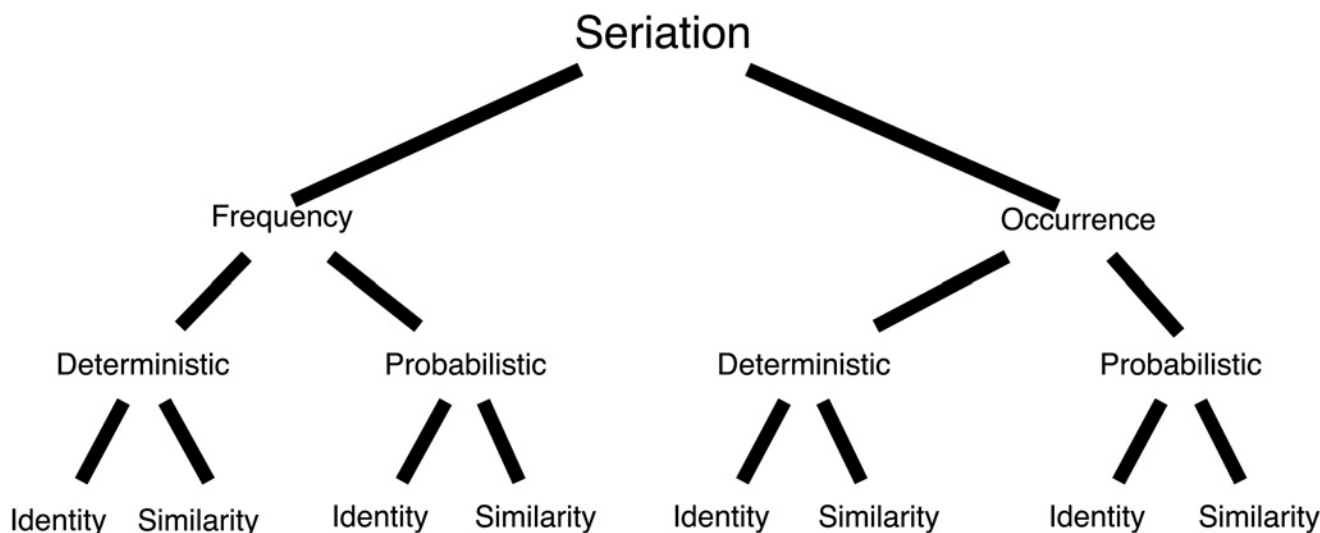 Seriation
Frequency Occurrence
Deterministic Probabilistic Deterministic Probabilistic
Identity Similarity Identity Similarity Identity Similarity Identity Similarity